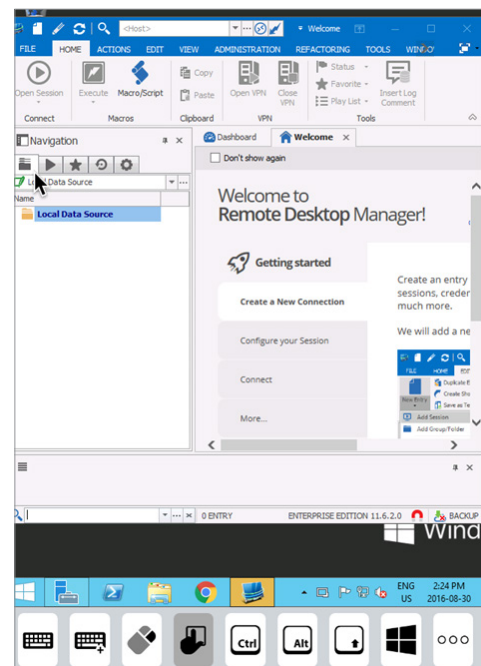 <Host>
Welcome
FILE HOME ACTIONS EDIT VIEW ADMINISTRATION REFACTORING TOOLS
Open Session
Execute
Macro/Script
Copy
Paste
Open VPN
Close VPN
Status
Favorite
Play List
Insert Log Comment
Connect Macros Clipboard VPN Tools
Navigation
Dashboard Welcome
Don't show again
Data Source
Name
Local Data Source
Welcome to
Remote Desktop Manager!
Getting started
Create a New Connection
Configure your Session
Connect
More...
Create an entry
sessions, creder
much more.
We will add a ne
FILE HOME
New Entry
Duplicate
Create Sho
Save as Te
Add Session
Add Group/Folder
0 ENTRY ENTERPRISE EDITION 11.6.2.0 BACKUP
Wind
ENG 2:24 PM
US 2016-08-30
Ctrl Alt